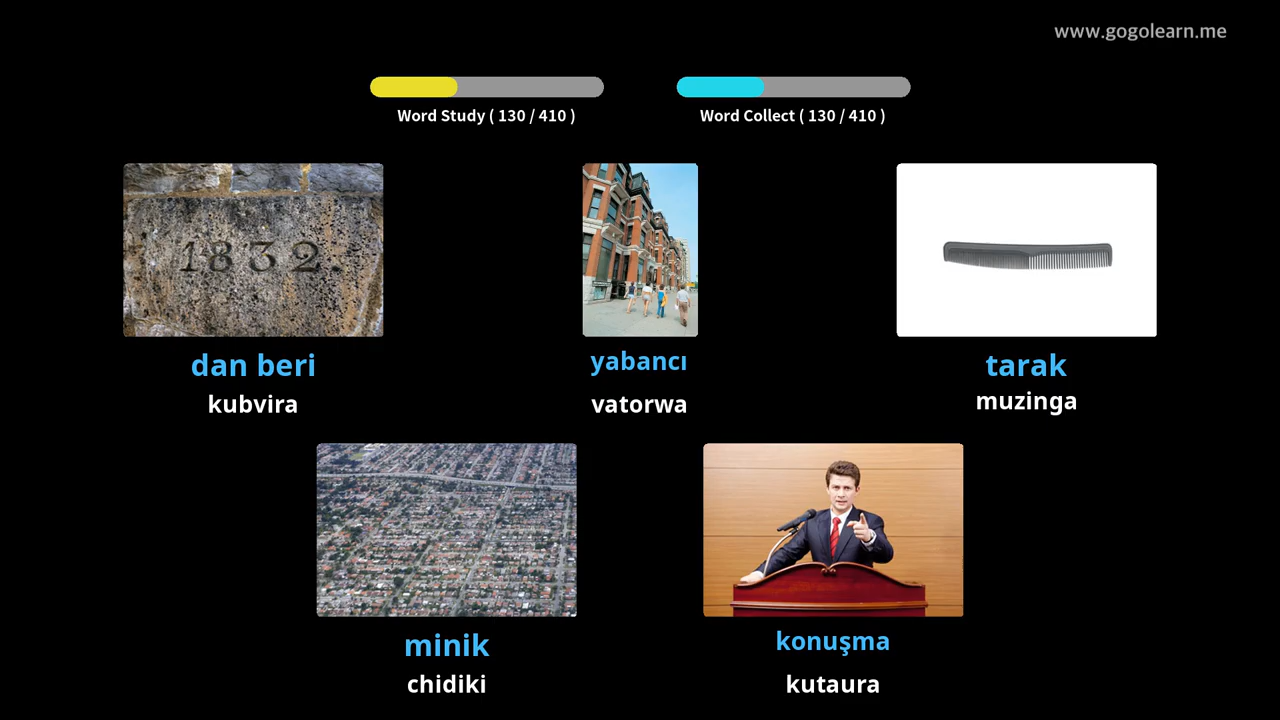 www.gogolearn.me
Word Study ( 130 / 410 )
Word Collect ( 130 / 410 )
1832.
dan beri
kubvira
yabancı
vatorwa
tarak
muzinga
minik
chidiki
konuşma
kutaura